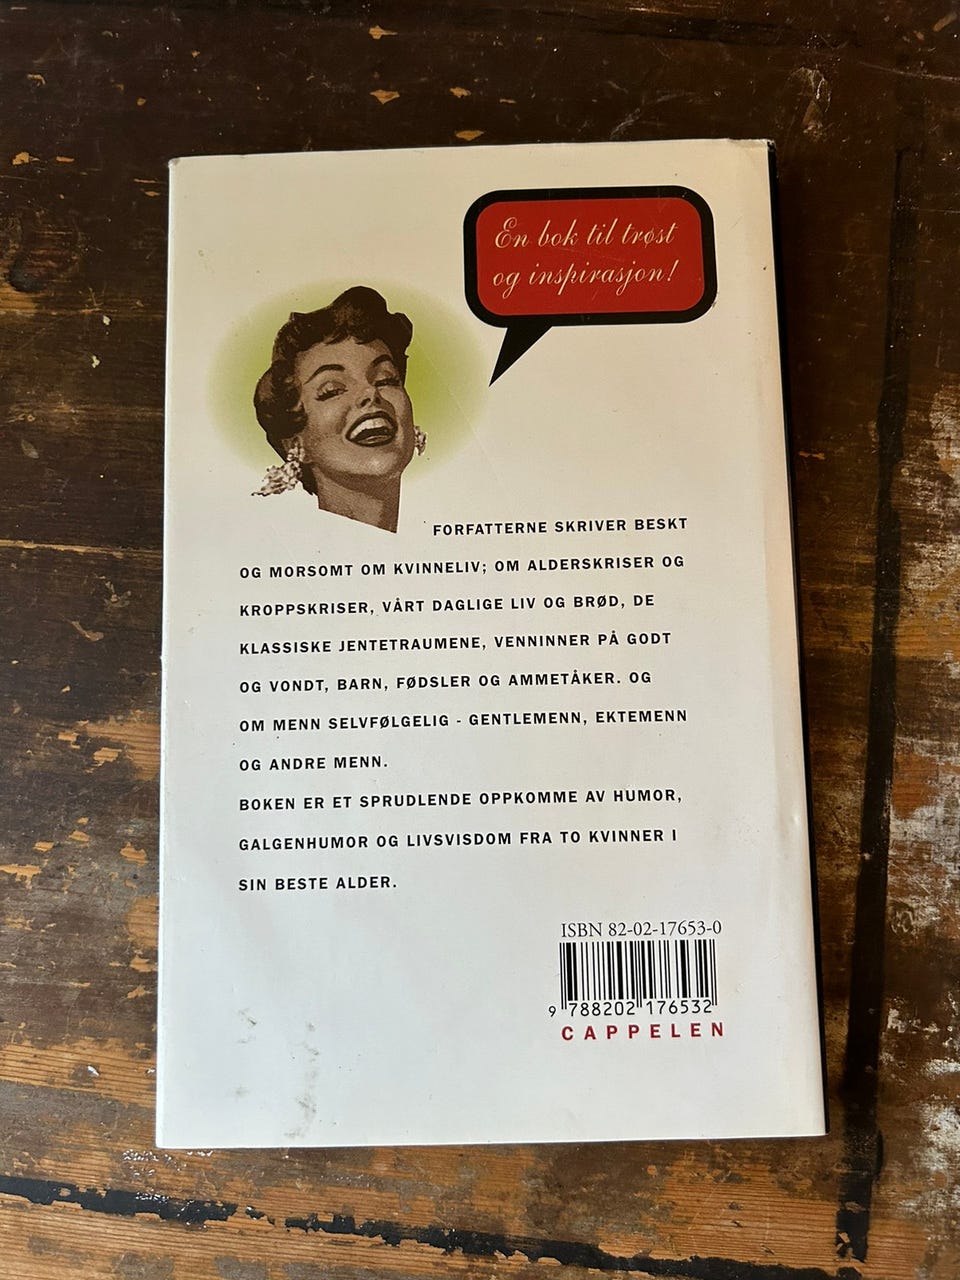 En bok til trøst
og inspirasjon!
FORFATTERNE SKRIVER BESKT
OG MORSOMT OM KVINNELIV; OM ALDERSKRISER OG
KROPPSKRISER, VÅRT DAGLIGE LIV OG BRØD, DE
KLASSISKE JENTETRAUMENE, VENNINNER PÅ GODT
OG VONDT, BARN, FØDSLER OG AMMETÅKER. OG
OM MENN SELVFØLGELIG - GENTLEMENN, EKTEMENN
OG ANDRE MENN.
BOKEN ER ET SPRUDLENDE OPPKOMME AV HUMOR,
GALGENHUMOR OG LIVSVISDOM FRA TO KVINNER I
SIN BESTE ALDER.
ISBN 82-02-17653-0
9 788202 176532
CAPPELEN